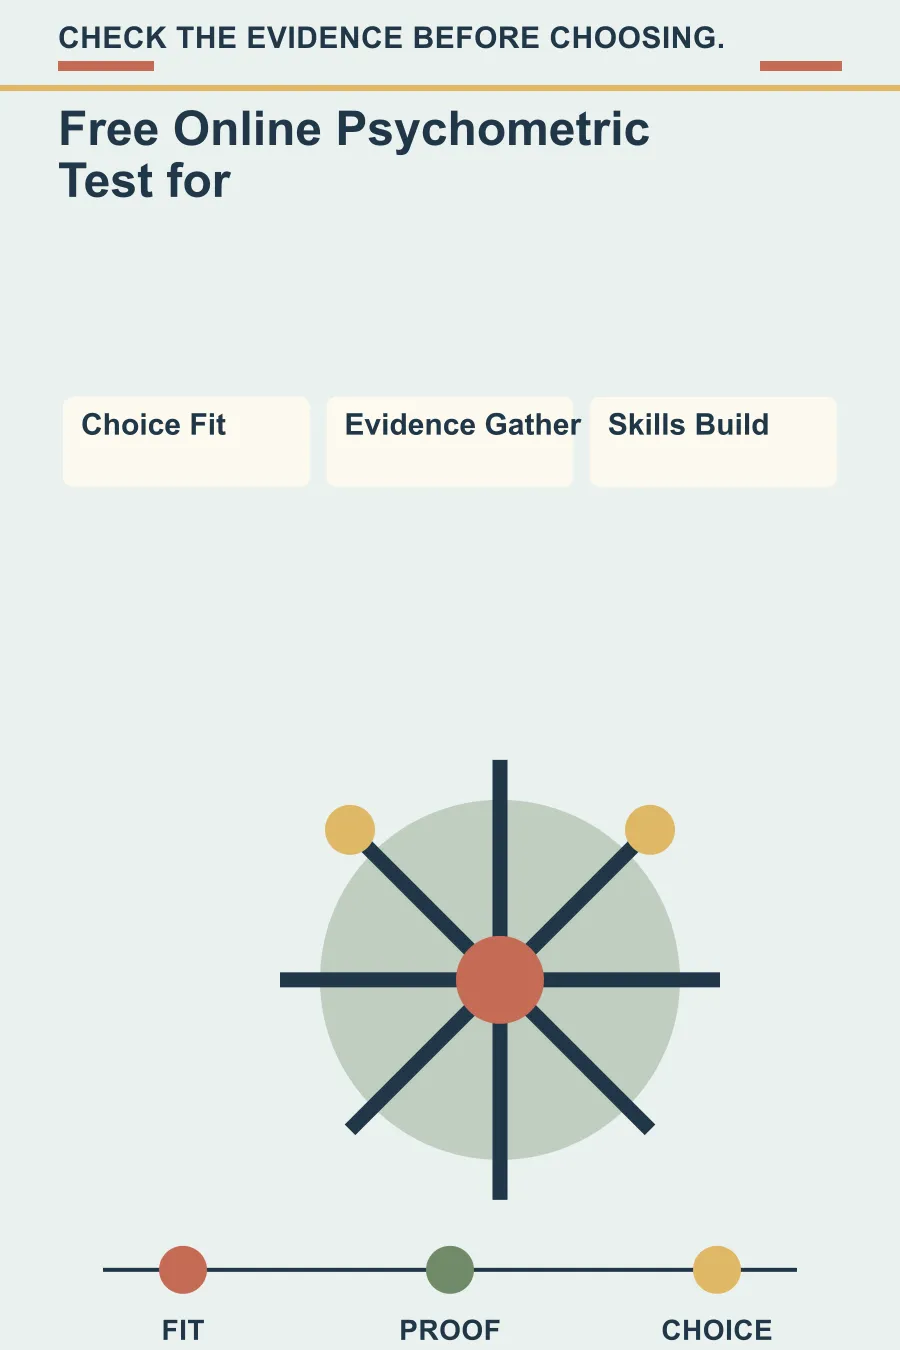 CHECK THE EVIDENCE BEFORE CHOOSING.
Free Online Psychometric
Test for
Choice Fit
Evidence Gather
Skills Build
FIT
PROOF
CHOICE